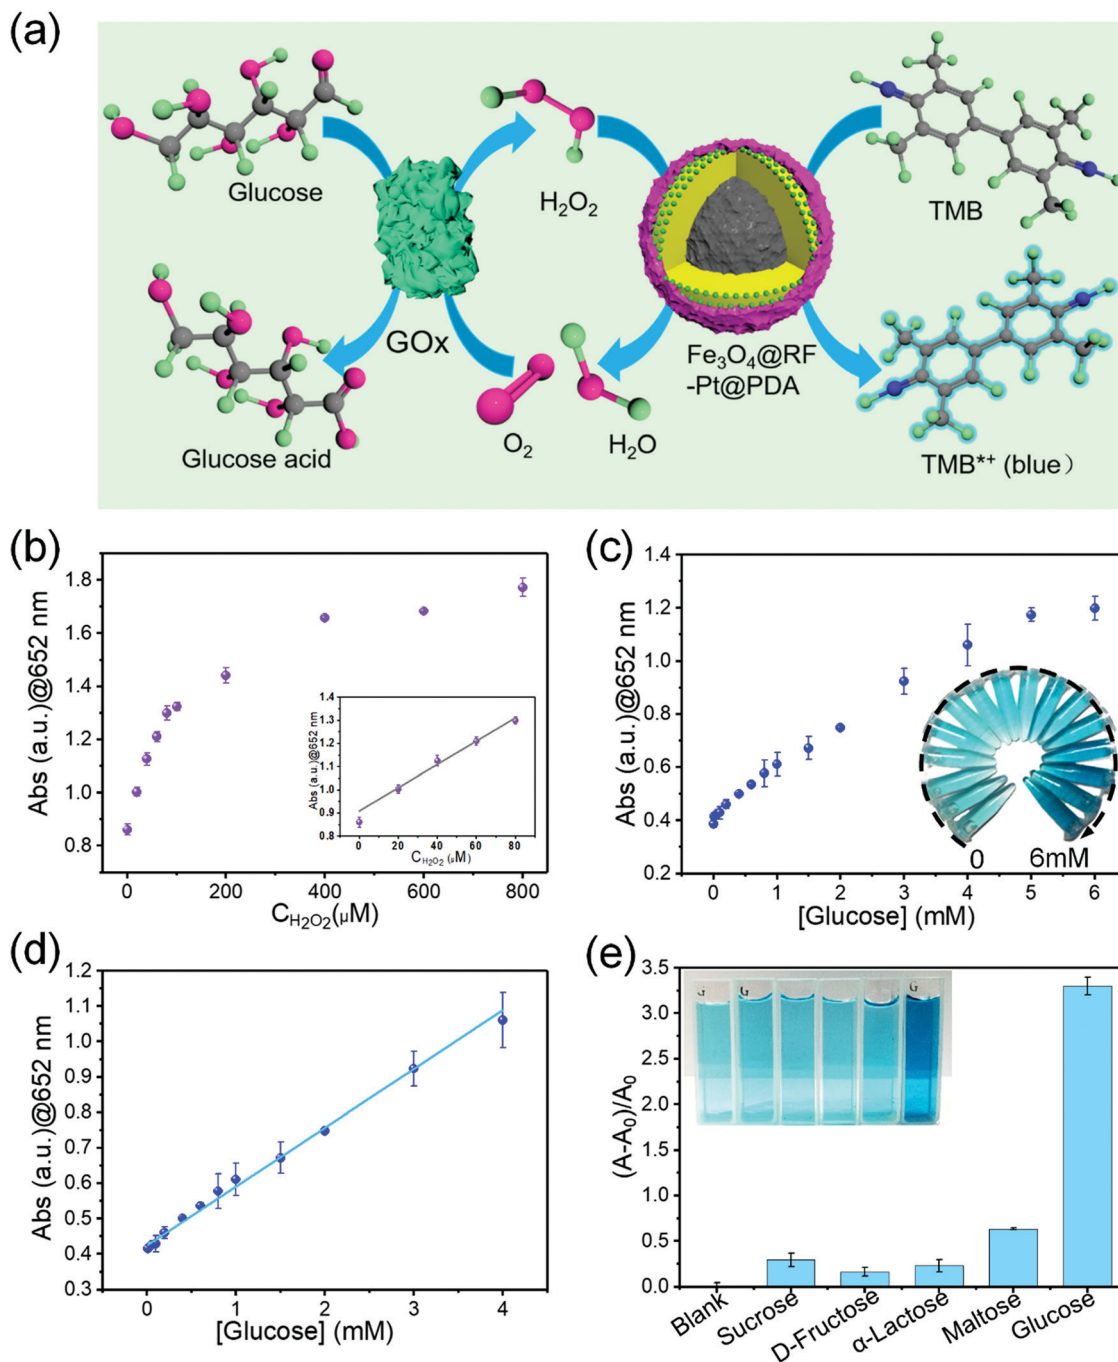 (a)
Glucose
H₂O₂
TMB
GOx
Fe₃O₄@RF
-Pt@PDA
Glucose acid
O₂
H₂O
TMB*⁺ (blue）
(b)
Abs (a.u.)@652 nm
1.8
1.6
1.4
1.2
1.0
0.8
0 200 400 600 800
C_H₂O₂(μM)
Abs (a.u.)@652 nm
1.4
1.3
1.2
1.1
1.0
0.9
0.8
0 20 40 60 80
C_H₂O₂ (μM)
(c)
Abs (a.u.)@652 nm
1.4
1.2
1.0
0.8
0.6
0.4
0.2
0 1 2 3 4 5 6
[Glucose] (mM)
0 6mM
(d)
Abs (a.u.)@652 nm
1.2
1.1
1.0
0.9
0.8
0.7
0.6
0.5
0.4
0.3
0 1 2 3 4
[Glucose] (mM)
(e)
(A-A₀)/A₀
3.5
3.0
2.5
2.0
1.5
1.0
0.5
0.0
G G G
Blank
Sucrose
D-Fructose
α-Lactose
Maltose
Glucose